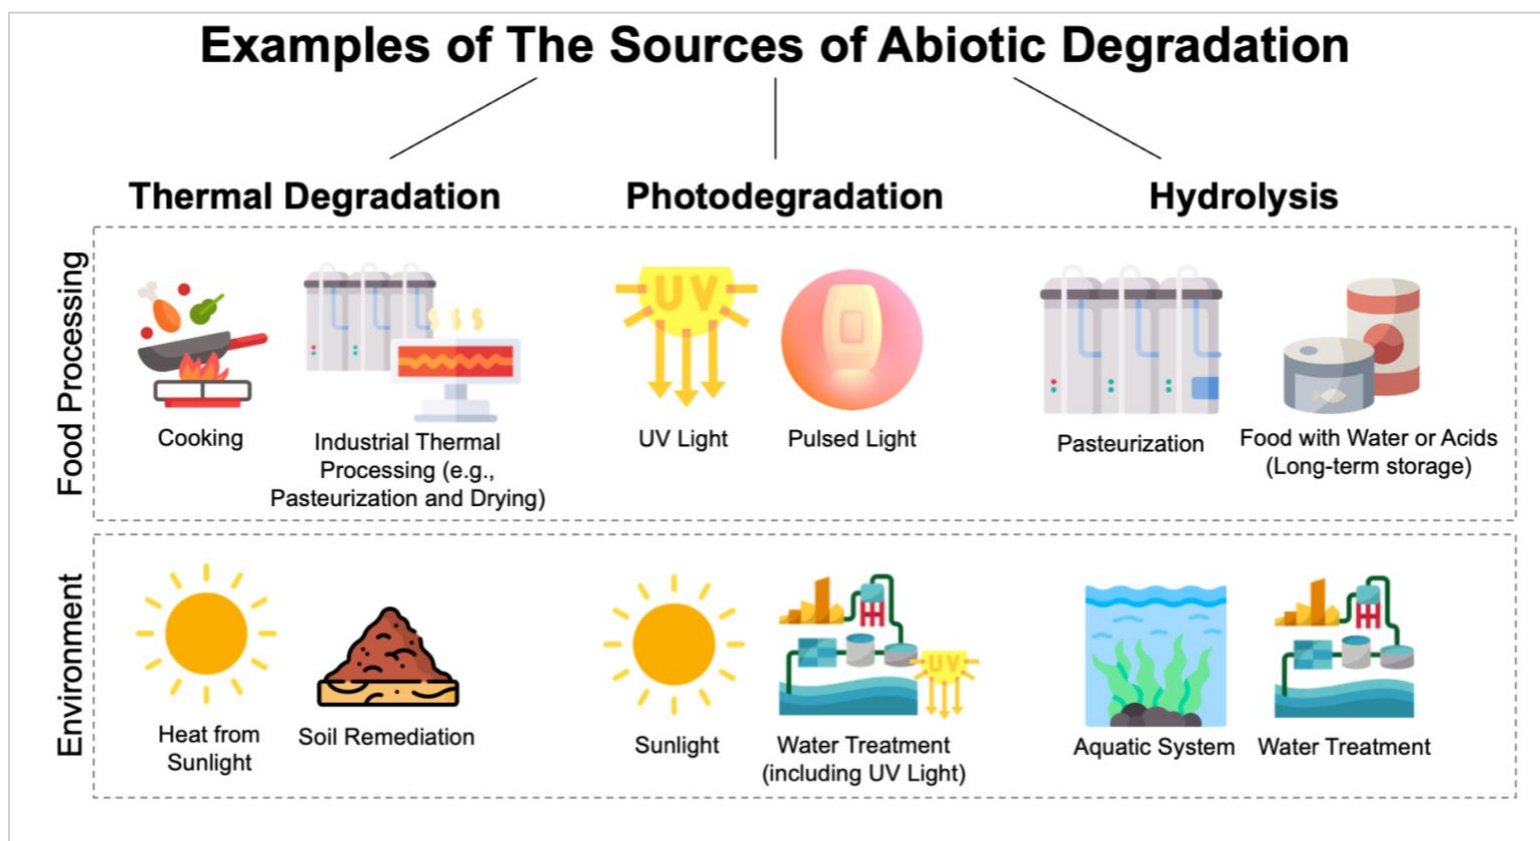 Examples of The Sources of Abiotic Degradation
Thermal Degradation
Photodegradation
Hydrolysis
Food Processing
UV
Cooking
Industrial Thermal
Processing (e.g.,
Pasteurization and Drying)
UV Light
Pulsed Light
Pasteurization
Food with Water or Acids
(Long-term storage)
Environment
UV
Heat from
Sunlight
Soil Remediation
Sunlight
Water Treatment
(including UV Light)
Aquatic System
Water Treatment